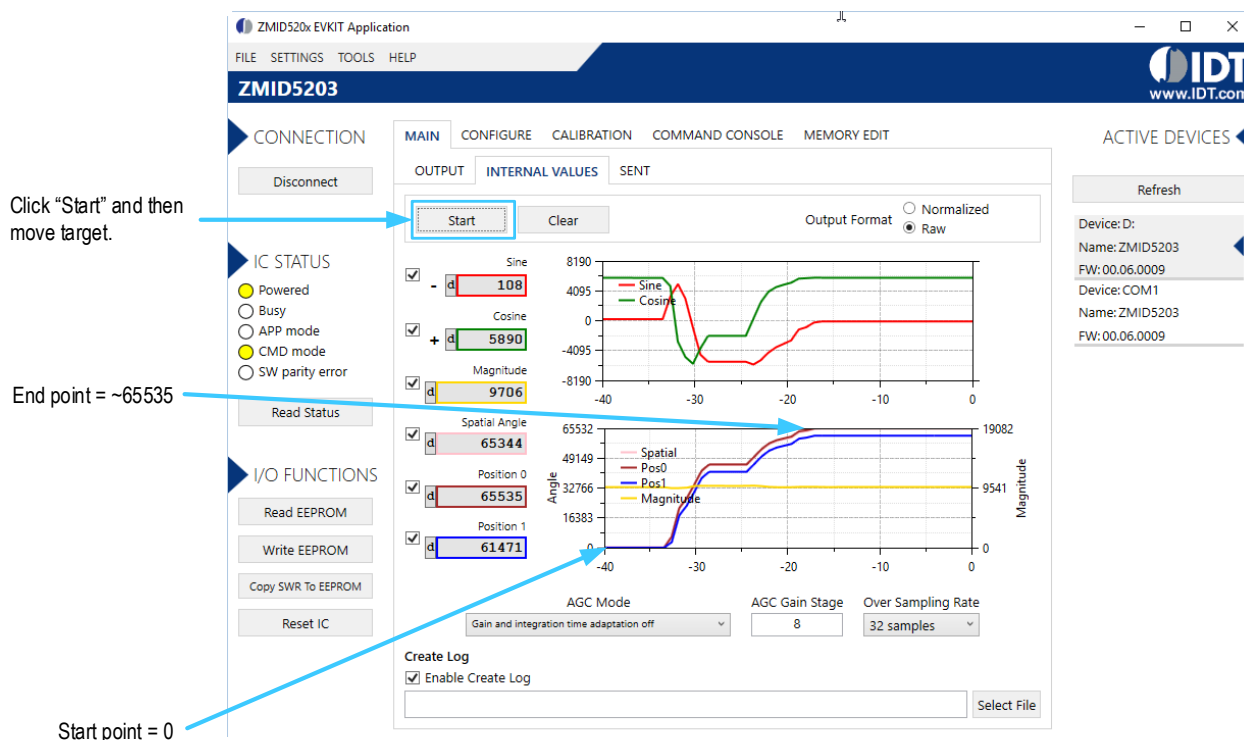 ZMID520x EVKIT Application
FILE SETTINGS TOOLS HELP
IDT
www.IDT.com
ZMID5203
CONNECTION
Disconnect
Click “Start” and then
move target.
IC STATUS
Powered
Busy
APP mode
CMD mode
SW parity error
Read Status
End point = ~65535
I/O FUNCTIONS
Read EEPROM
Write EEPROM
Copy SWR To EEPROM
Reset IC
Start point = 0
MAIN CONFIGURE CALIBRATION COMMAND CONSOLE MEMORY EDIT
OUTPUT INTERNAL VALUES SENT
Start Clear Output Format Normalized
Raw
Sine
- d 108
Cosine
+ d 5890
Magnitude
d 9706
Spatial Angle
d 65344
Position 0
d 65535
Position 1
d 61471
8190
4095
0
-4095
-8190
Sine
Cosine
-40 -30 -20 -10 0
65532
49149
32766
16383
0
Angle
Spatial
Pos0
Pos1
Magnitude
19082
9541
0
Magnitude
-40 -30 -20 -10 0
AGC Mode AGC Gain Stage Over Sampling Rate
Gain and integration time adaptation off 8 32 samples
Create Log
Enable Create Log
Select File
ACTIVE DEVICES
Refresh
Device: D:
Name: ZMID5203
FW: 00.06.0009
Device: COM1
Name: ZMID5203
FW: 00.06.0009